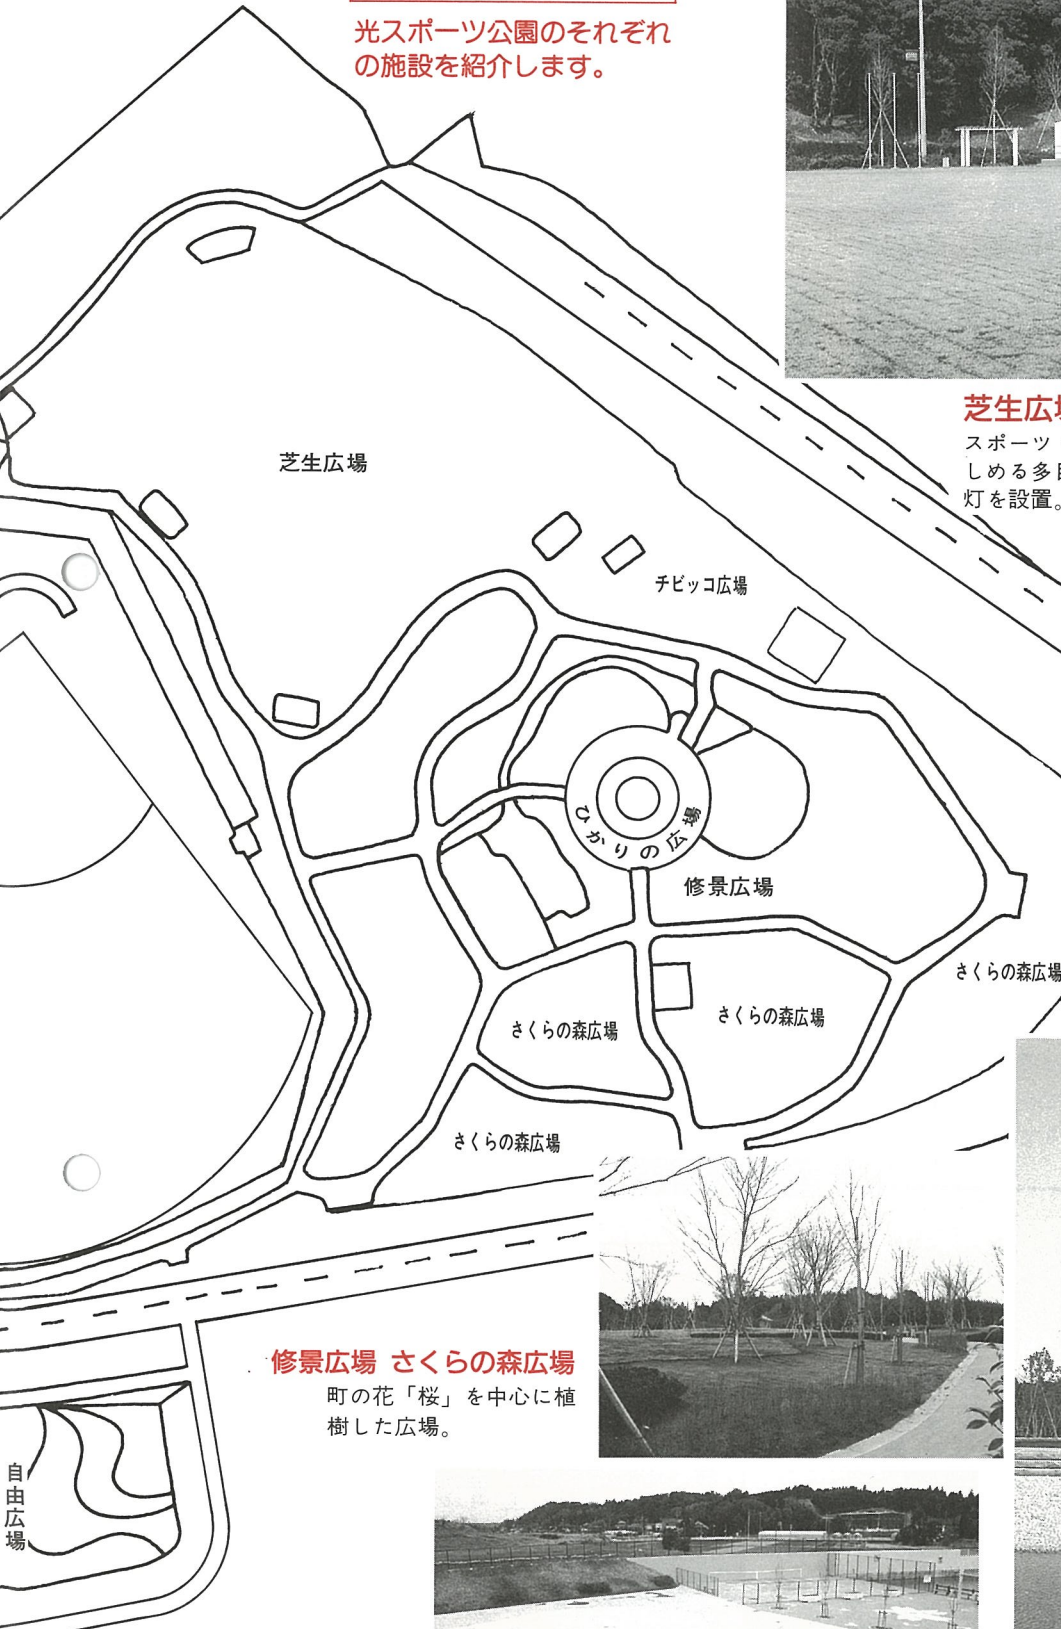 光スポーツ公園のそれぞれ
の施設を紹介します。
芝生広場
スポーツ
しめる多目
灯を設置。
芝生広場
チビッコ広場
ひかりの広場
修景広場
さくらの森広場
さくらの森広場
さくらの森広場
さくらの森広場
修景広場 さくらの森広場
町の花「桜」を中心に植
樹した広場。
自由広場